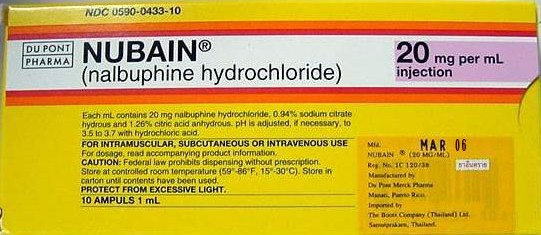 NDC 0590-0433-10
DU PONT
PHARMA
NUBAIN®
(nalbuphine hydrochloride)
20 mg per mL
injection
Each mL contains 20 mg nalbuphine hydrochloride, 0.94% sodium citrate
hydrous and 1.26% citric acid anhydrous. pH is adjusted, if necessary, to
3.5 to 3.7 with hydrochloric acid.
FOR INTRAMUSCULAR, SUBCUTANEOUS OR INTRAVENOUS USE
For dosage, read accompanying product information.
CAUTION: Federal law prohibits dispensing without prescription.
Store at controlled room temperature (59°-86°F, 15°-30°C). Store in
carton until contents have been used.
PROTECT FROM EXCESSIVE LIGHT.
10 AMPULS 1 mL
Mfd. MAR 06
NUBAIN ® (20 MG/ML)
Reg. No. 1C 120/38 ยาอันตราย
Manufactured by
Du Pont Merck Pharma
Manati, Puerto Rico.
Imported by
The Boots Company (Thailand) Ltd.
Samutprakarn, Thailand.